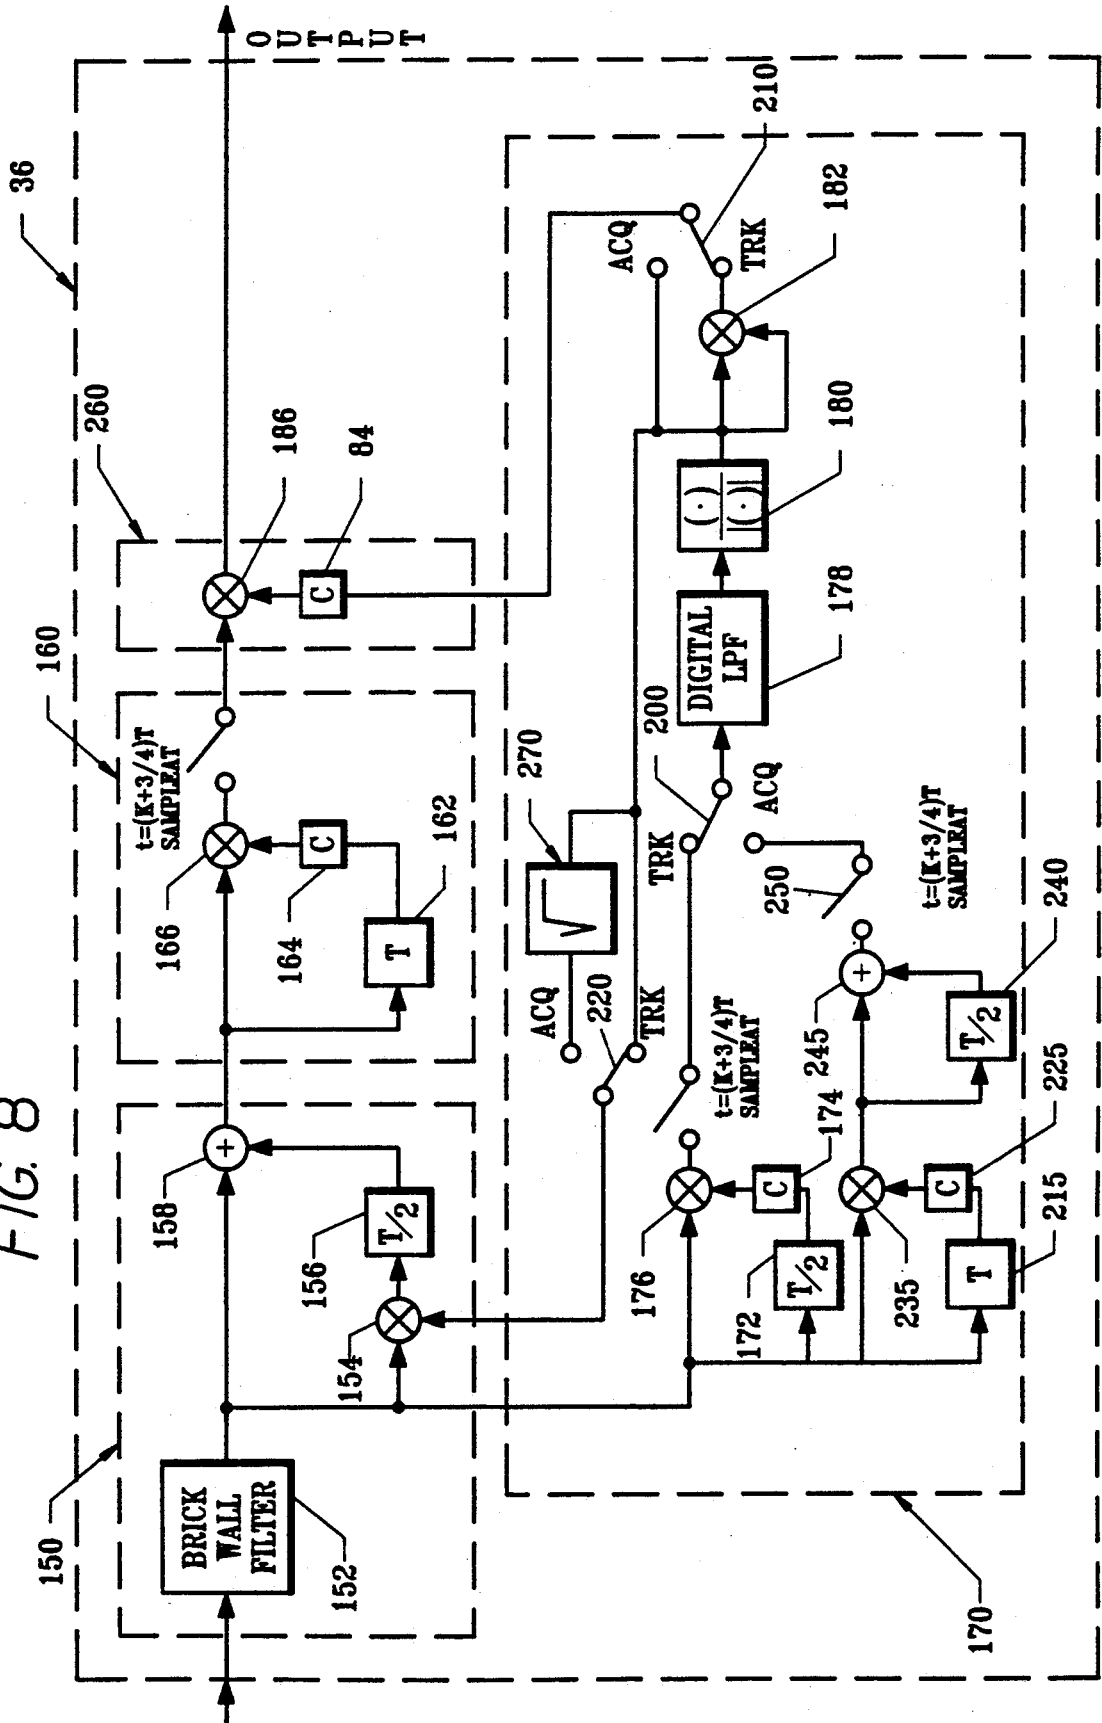 FIG. 8
36
OUTPUT
150
BRICK
WALL
FILTER
152
154
156
T/2
158
+
160
166
164
C
162
T
t=(K+3/4)T
SAMPLEAT
260
186
84
C
170
172
T/2
174
C
176
t=(K+3/4)T
SAMPLEAT
220
ACQ
TRK
270
√
215
T
225
C
235
240
T/2
245
+
250
t=(K+3/4)T
SAMPLEAT
200
TRK
ACQ
DIGITAL
LPF
178
(·)
|(·)|
180
182
210
ACQ
TRK